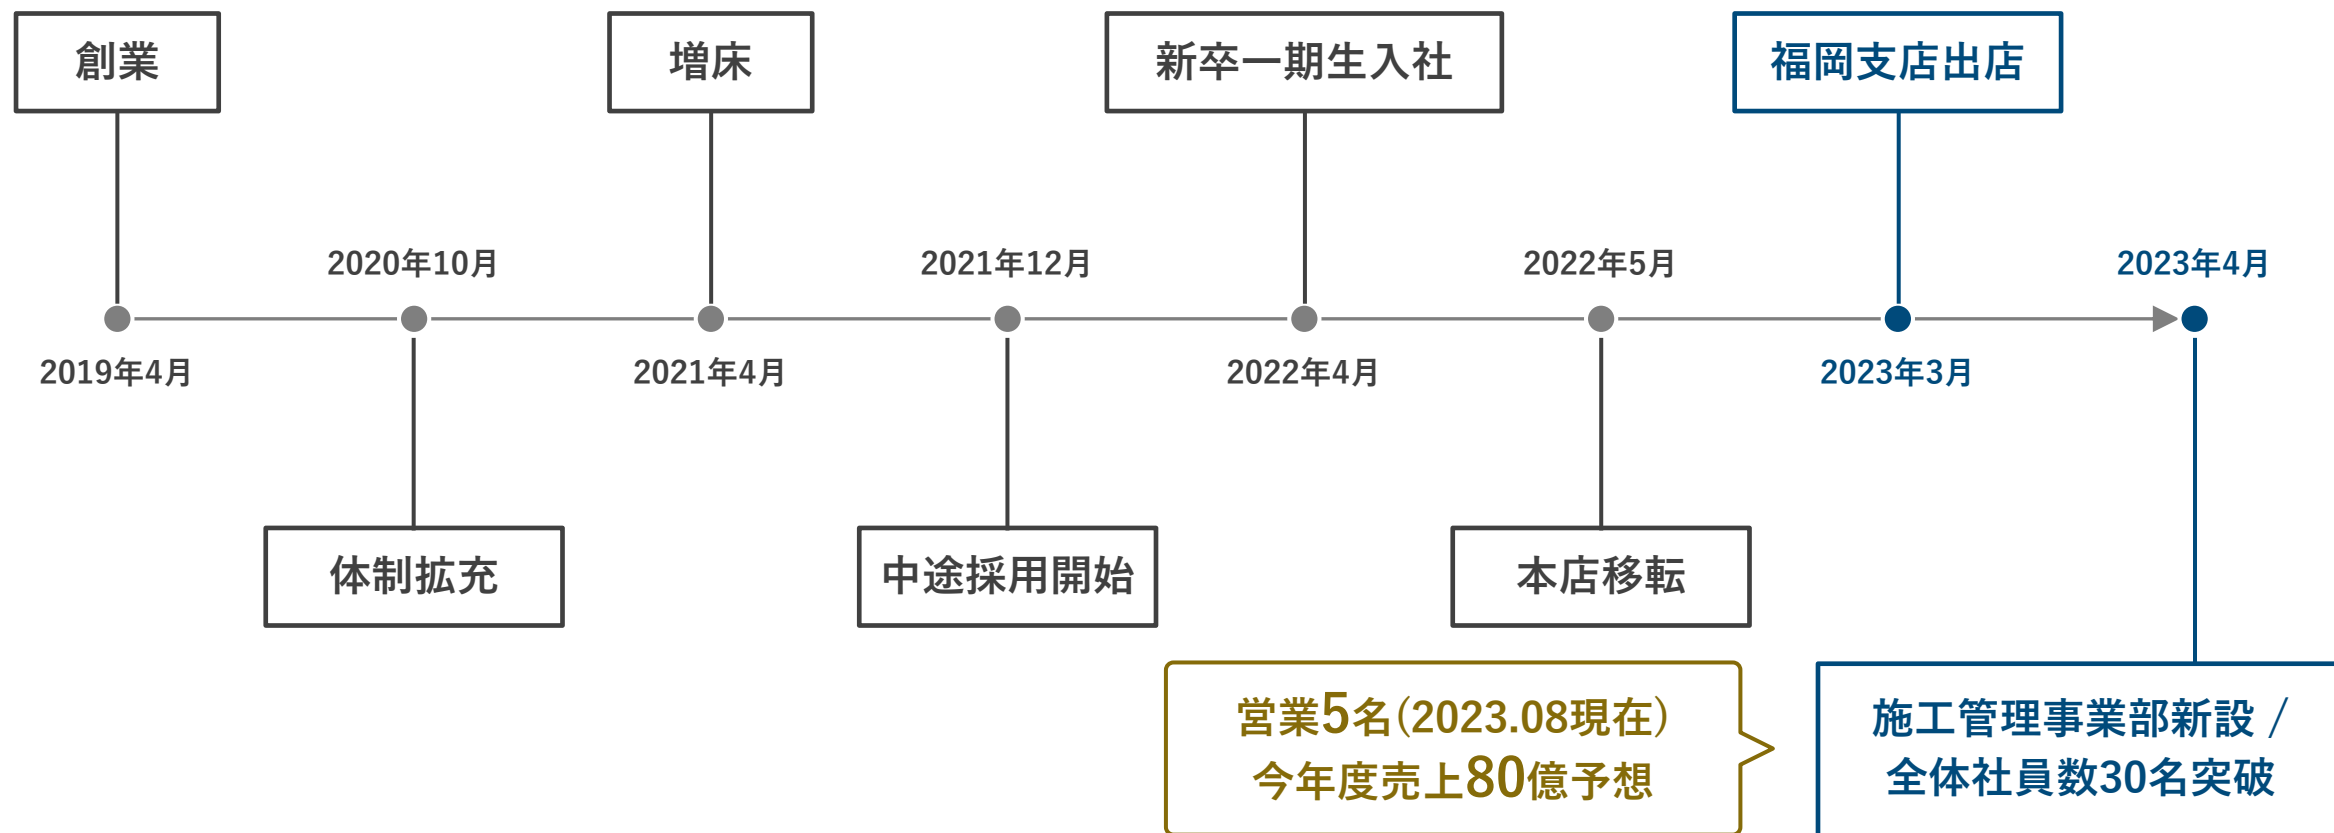 創業
増床
新卒一期生入社
福岡支店出店
2020年10月
2021年12月
2022年5月
2023年4月
2019年4月
2021年4月
2022年4月
2023年3月
体制拡充
中途採用開始
本店移転
営業5名(2023.08現在)
今年度売上80億予想
施工管理事業部新設 /
全体社員数30名突破